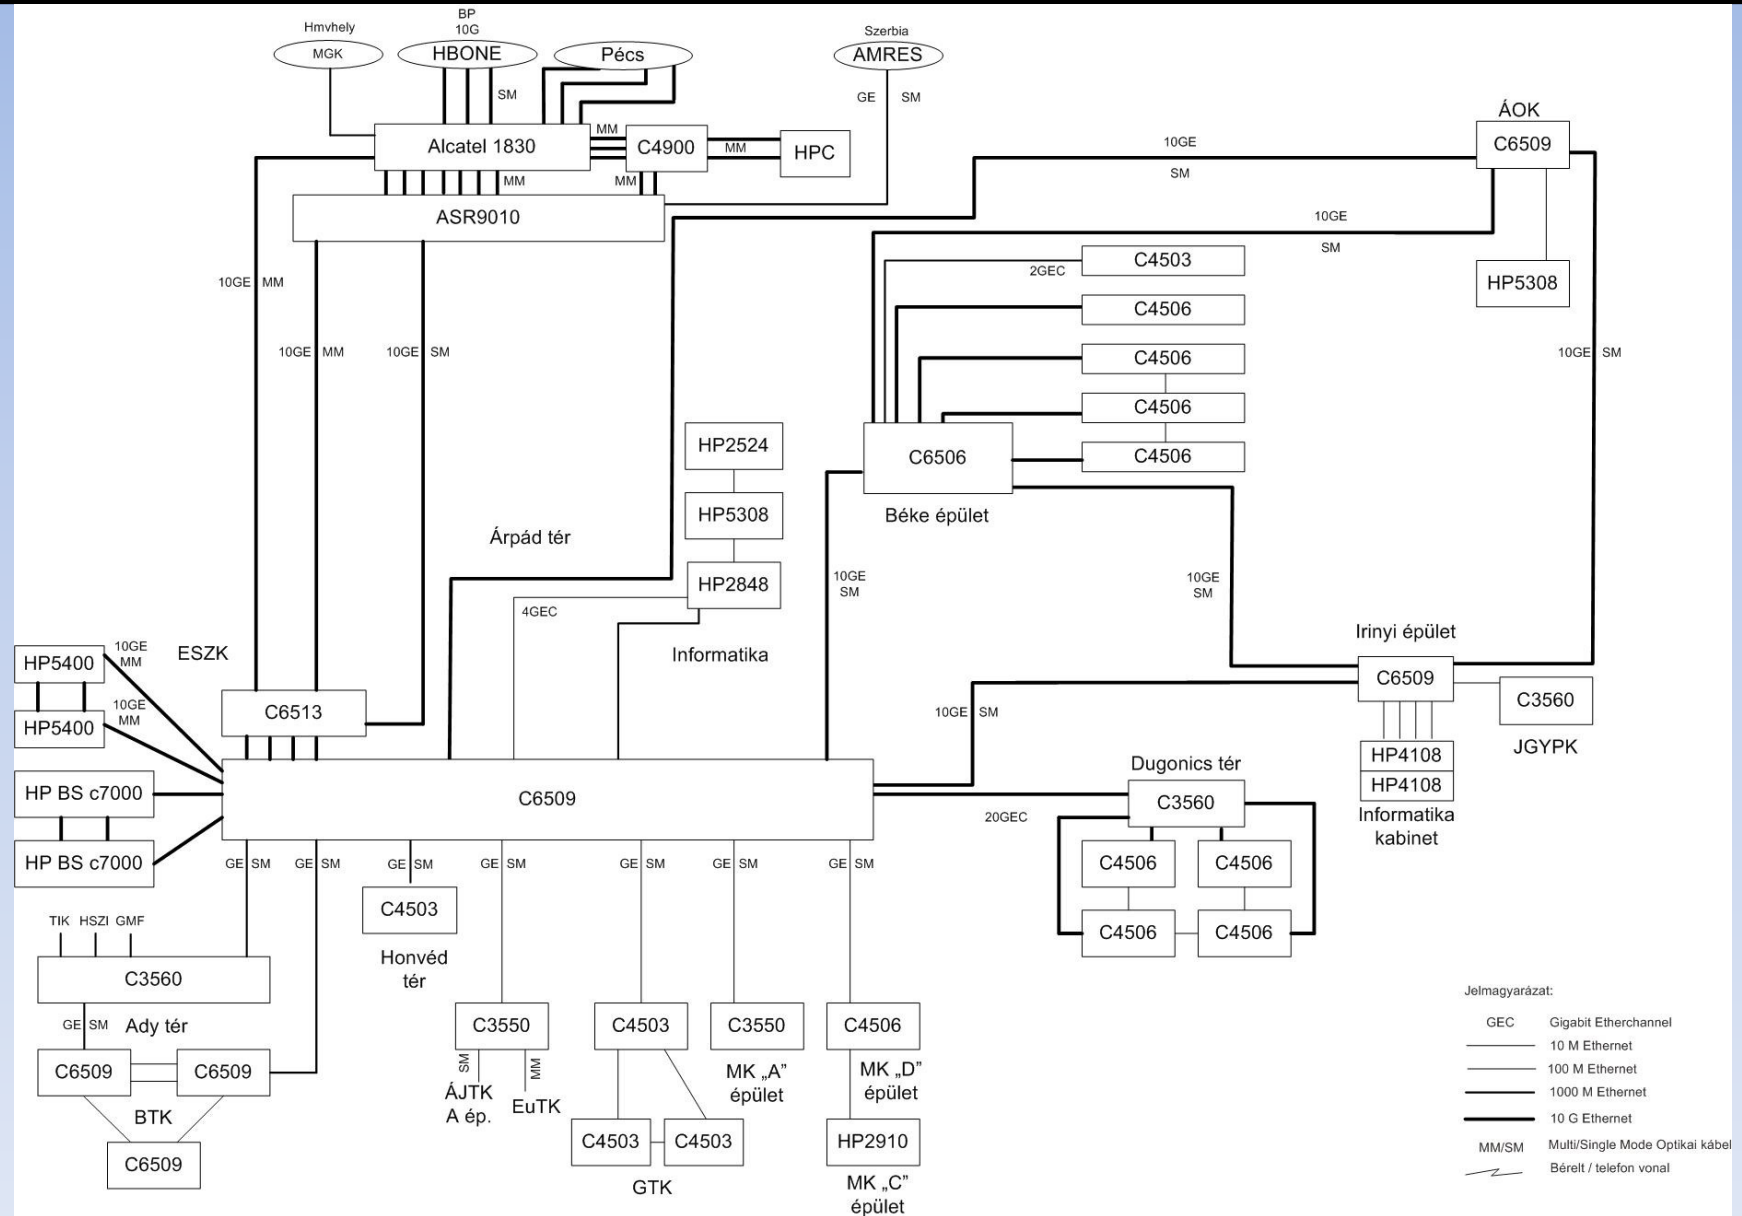 Hmvhely
MGK
BP
10G
HBONE
Pécs
Szerbia
AMRES
SM
GE
SM
Alcatel 1830
MM
C4900
MM
HPC
MM
MM
ASR9010
10GE
SM
ÁOK
C6509
10GE
SM
HP5308
10GE
MM
10GE
MM
10GE
SM
2GEC
C4503
C4506
C4506
C4506
C4506
10GE
SM
HP2524
HP5308
HP2848
4GEC
Informatika
Árpád tér
C6506
Béke épület
10GE
SM
10GE
SM
Irinyi épület
C6509
C3560
JGYPK
HP4108
HP4108
Informatika
kabinet
ESZK
HP5400
10GE
MM
10GE
MM
HP5400
C6513
HP BS c7000
HP BS c7000
C6509
10GE
SM
20GEC
Dugonics tér
C3560
C4506
C4506
C4506
C4506
GE
SM
GE
SM
GE
SM
GE
SM
GE
SM
GE
SM
GE
SM
C4503
Honvéd
tér
TIK
HSZI
GMF
C3560
GE
SM
Ady tér
C6509
C6509
BTK
C6509
C3550
SM
MM
ÁJTK
A ép.
EuTK
C4503
C4503
C4503
GTK
C3550
MK „A”
épület
C4506
MK „D”
épület
HP2910
MK „C”
épület
Jelmagyarázat:
GEC
Gigabit Etherchannel
10 M Ethernet
100 M Ethernet
1000 M Ethernet
10 G Ethernet
MM/SM
Multi/Single Mode Optikai kábel
Bérelt / telefon vonal